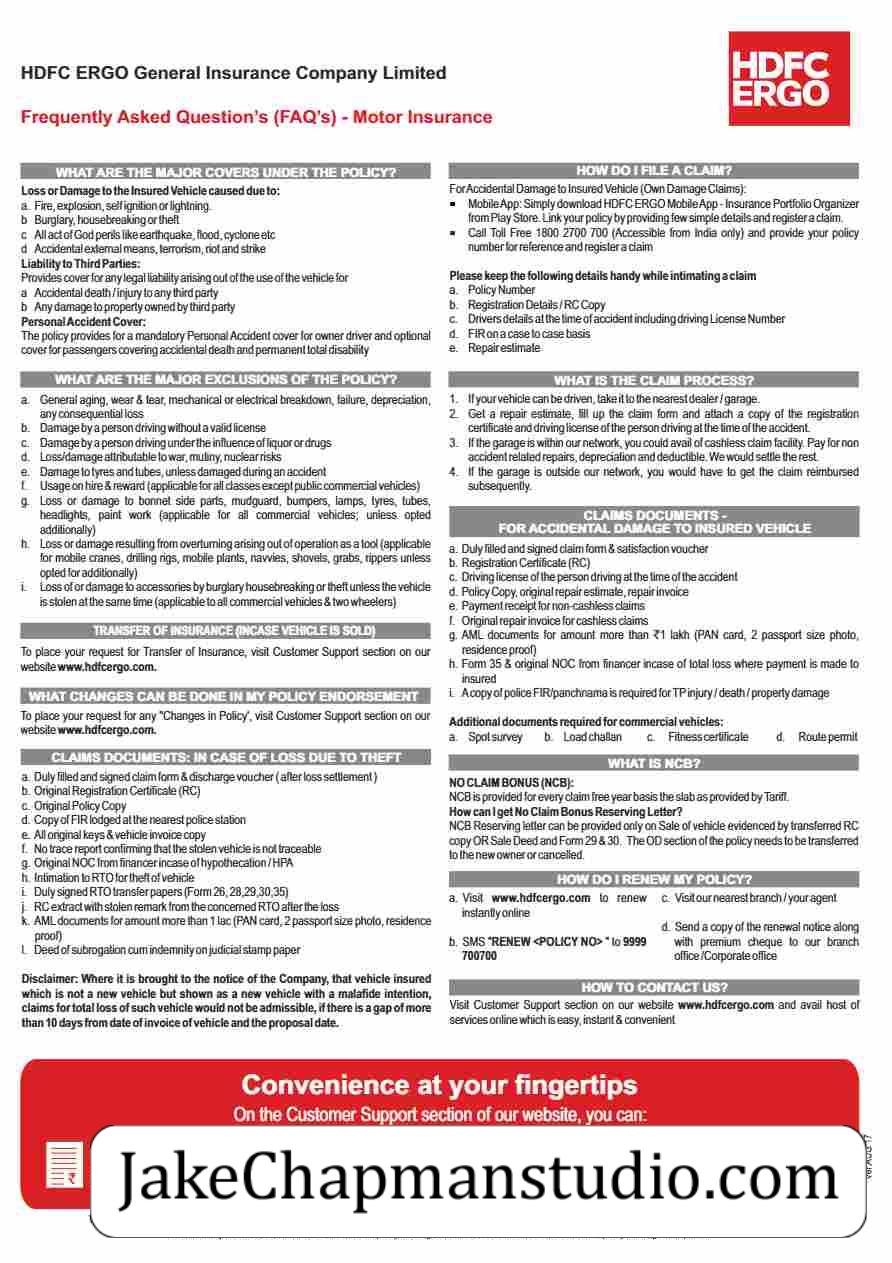 HDFC ERGO General Insurance Company Limited
HDFC
ERGO
Frequently Asked Question's (FAQ's) - Motor Insurance
WHAT ARE THE MAJOR COVERS UNDER THE POLICY?
Loss or Damage to the Insured Vehicle caused due to:
a. Fire, explosion, self ignition or lightning.
b Burglary, housebreaking or theft
c All act of God perils like earthquake, flood, cyclone etc
d Accidental external means, terrorism, riot and strike
Liability to Third Parties:
Provides cover for any legal liability arising out of the use of the vehicle for
a Accidental death / injury to any third party
b Any damage to property owned by third party
Personal Accident Cover:
The policy provides for a mandatory Personal Accident cover for owner driver and optional
cover for passengers covering accidental death and permanent total disability
WHAT ARE THE MAJOR EXCLUSIONS OF THE POLICY?
a. General aging, wear & tear, mechanical or electrical breakdown, failure, depreciation,
any consequential loss
b. Damage by a person driving without a valid license
c. Damage by a person driving under the influence of liquor or drugs
d. Loss/damage attributable to war, mutiny, nuclear risks
e. Damage to tyres and tubes, unless damaged during an accident
f. Usage on hire & reward (applicable for all classes except public commercial vehicles)
g. Loss or damage to bonnet side parts, mudguard, bumpers, lamps, tyres, tubes,
headlights, paint work (applicable for all commercial vehicles; unless opted
additionally)
h. Loss or damage resulting from overturning arising out of operation as a tool (applicable
for mobile cranes, drilling rigs, mobile plants, navvies, shovels, grabs, rippers unless
opted for additionally)
i. Loss of or damage to accessories by burglary housebreaking or theft unless the vehicle
is stolen at the same time (applicable to all commercial vehicles & two wheelers)
TRANSFER OF INSURANCE (INCASE VEHICLE IS SOLD)
To place your request for Transfer of Insurance, visit Customer Support section on our
website www.hdfcergo.com.
WHAT CHANGES CAN BE DONE IN MY POLICY ENDORSEMENT
To place your request for any "Changes in Policy', visit Customer Support section on our
website www.hdfcergo.com.
CLAIMS DOCUMENTS: IN CASE OF LOSS DUE TO THEFT
a. Duly filled and signed claim form & discharge voucher ( after loss settlement )
b. Original Registration Certificate (RC)
c. Original Policy Copy
d. Copy of FIR lodged at the nearest police station
e. All original keys & vehicle invoice copy
f. No trace report confirming that the stolen vehicle is not traceable
g. Original NOC from financer incase of hypothecation / HPA
h. Intimation to RTO for theft of vehicle
i. Duly signed RTO transfer papers (Form 26, 28,29,30,35)
j. RC extract with stolen remark from the concerned RTO after the loss
k. AML documents for amount more than 1 lac (PAN card, 2 passport size photo, residence
proof)
l. Deed of subrogation cum indemnity on judicial stamp paper
Disclaimer: Where it is brought to the notice of the Company, that vehicle insured
which is not a new vehicle but shown as a new vehicle with a malafide intention,
claims for total loss of such vehicle would not be admissible, if there is a gap of more
than 10 days from date of invoice of vehicle and the proposal date.
HOW DO I FILE A CLAIM?
For Accidental Damage to Insured Vehicle (Own Damage Claims):
▪ Mobile App: Simply download HDFC ERGO Mobile App - Insurance Portfolio Organizer
from Play Store. Link your policy by providing few simple details and register a claim.
▪ Call Toll Free 1800 2700 700 (Accessible from India only) and provide your policy
number for reference and register a claim
Please keep the following details handy while intimating a claim
a. Policy Number
b. Registration Details / RC Copy
c. Drivers details at the time of accident including driving License Number
d. FIR on a case to case basis
e. Repair estimate
WHAT IS THE CLAIM PROCESS?
1. If your vehicle can be driven, take it to the nearest dealer / garage.
2. Get a repair estimate, fill up the claim form and attach a copy of the registration
certificate and driving license of the person driving at the time of the accident.
3. If the garage is within our network, you could avail of cashless claim facility. Pay for non
accident related repairs, depreciation and deductible. We would settle the rest.
4. If the garage is outside our network, you would have to get the claim reimbursed
subsequently.
CLAIMS DOCUMENTS -
FOR ACCIDENTAL DAMAGE TO INSURED VEHICLE
a. Duly filled and signed claim form & satisfaction voucher
b. Registration Certificate (RC)
c. Driving license of the person driving at the time of the accident
d. Policy Copy, original repair estimate, repair invoice
e. Payment receipt for non-cashless claims
f. Original repair invoice for cashless claims
g. AML documents for amount more than ₹1 lakh (PAN card, 2 passport size photo,
residence proof)
h. Form 35 & original NOC from financer incase of total loss where payment is made to
insured
i. A copy of police FIR/panchnama is required for TP injury / death / property damage
Additional documents required for commercial vehicles:
a. Spot survey b. Load challan c. Fitness certificate d. Route permit
WHAT IS NCB?
NO CLAIM BONUS (NCB):
NCB is provided for every claim free year basis the slab as provided by Tariff.
How can I get No Claim Bonus Reserving Letter?
NCB Reserving letter can be provided only on Sale of vehicle evidenced by transferred RC
copy OR Sale Deed and Form 29 & 30. The OD section of the policy needs to be transferred
to the new owner or cancelled.
HOW DO I RENEW MY POLICY?
a. Visit www.hdfcergo.com to renew
instantly online
b. SMS "RENEW <POLICY NO> " to 9999
700700
c. Visit our nearest branch / your agent
d. Send a copy of the renewal notice along
with premium cheque to our branch
office /Corporate office
HOW TO CONTACT US?
Visit Customer Support section on our website www.hdfcergo.com and avail host of
services online which is easy, instant & convenient
Convenience at your fingertips
On the Customer Support section of our website, you can:
₹
JakeChapmanstudio.com